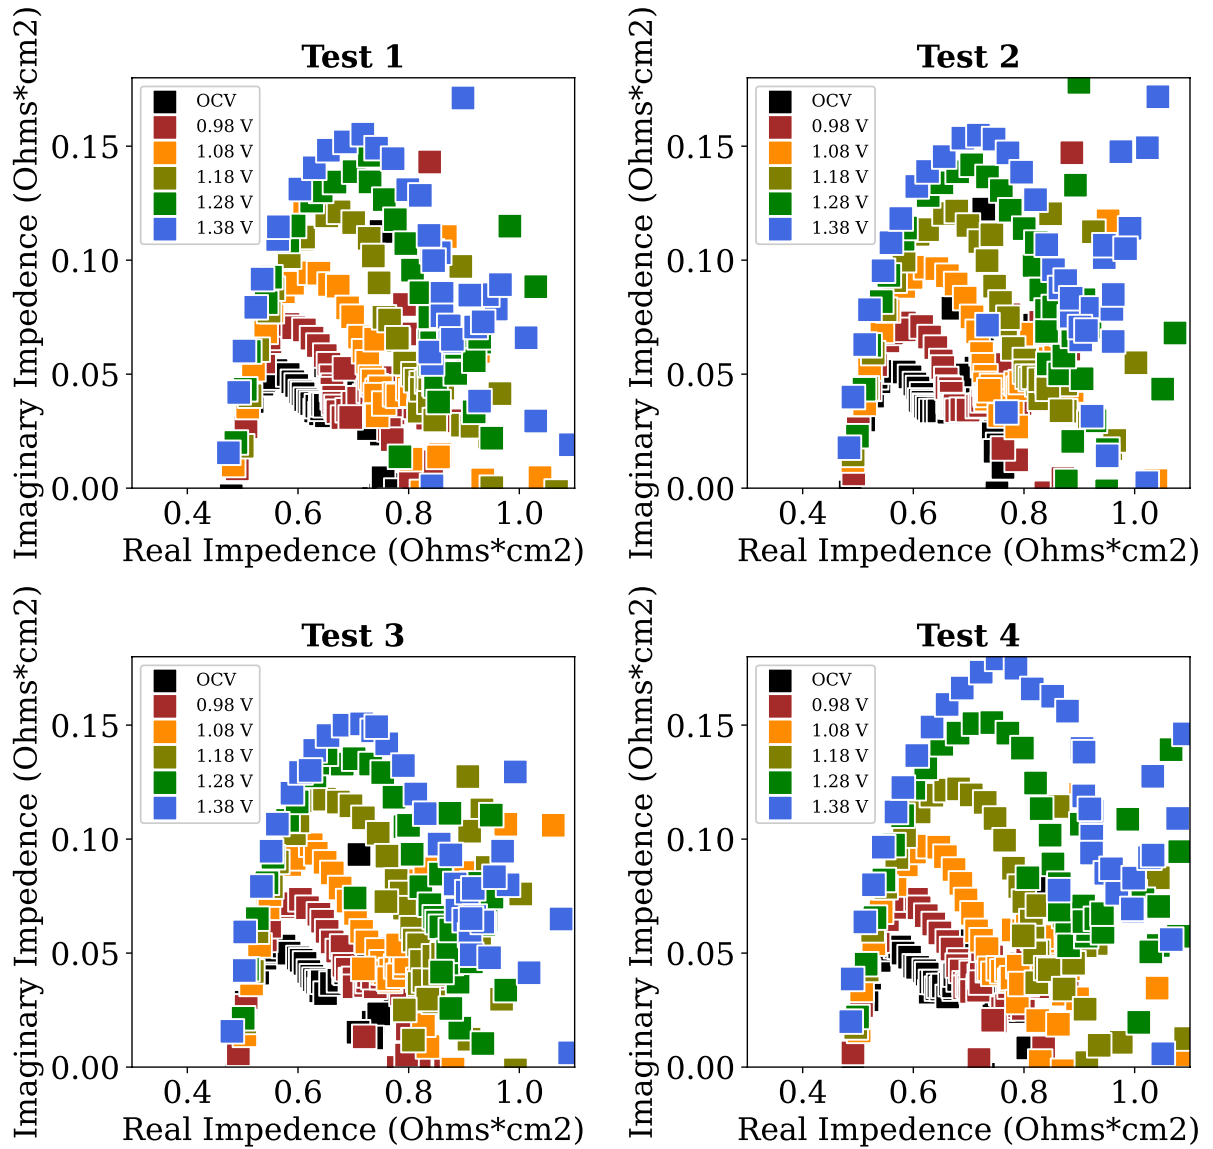 Test 1
Imaginary Impedence (Ohms*cm2)
0.15
0.10
0.05
0.00
OCV
0.98 V
1.08 V
1.18 V
1.28 V
1.38 V
0.4 0.6 0.8 1.0
Real Impedence (Ohms*cm2)
Test 2
Imaginary Impedence (Ohms*cm2)
0.15
0.10
0.05
0.00
OCV
0.98 V
1.08 V
1.18 V
1.28 V
1.38 V
0.4 0.6 0.8 1.0
Real Impedence (Ohms*cm2)
Test 3
Imaginary Impedence (Ohms*cm2)
0.15
0.10
0.05
0.00
OCV
0.98 V
1.08 V
1.18 V
1.28 V
1.38 V
0.4 0.6 0.8 1.0
Real Impedence (Ohms*cm2)
Test 4
Imaginary Impedence (Ohms*cm2)
0.15
0.10
0.05
0.00
OCV
0.98 V
1.08 V
1.18 V
1.28 V
1.38 V
0.4 0.6 0.8 1.0
Real Impedence (Ohms*cm2)